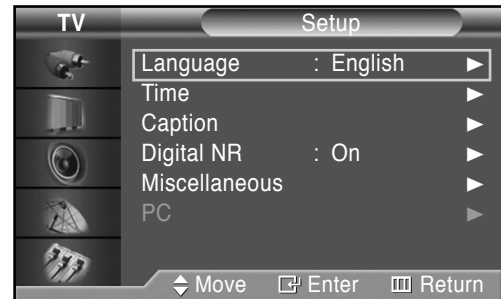 TV Setup
Language : English
Time
Caption
Digital NR : On
Miscellaneous
PC
Move Enter Return